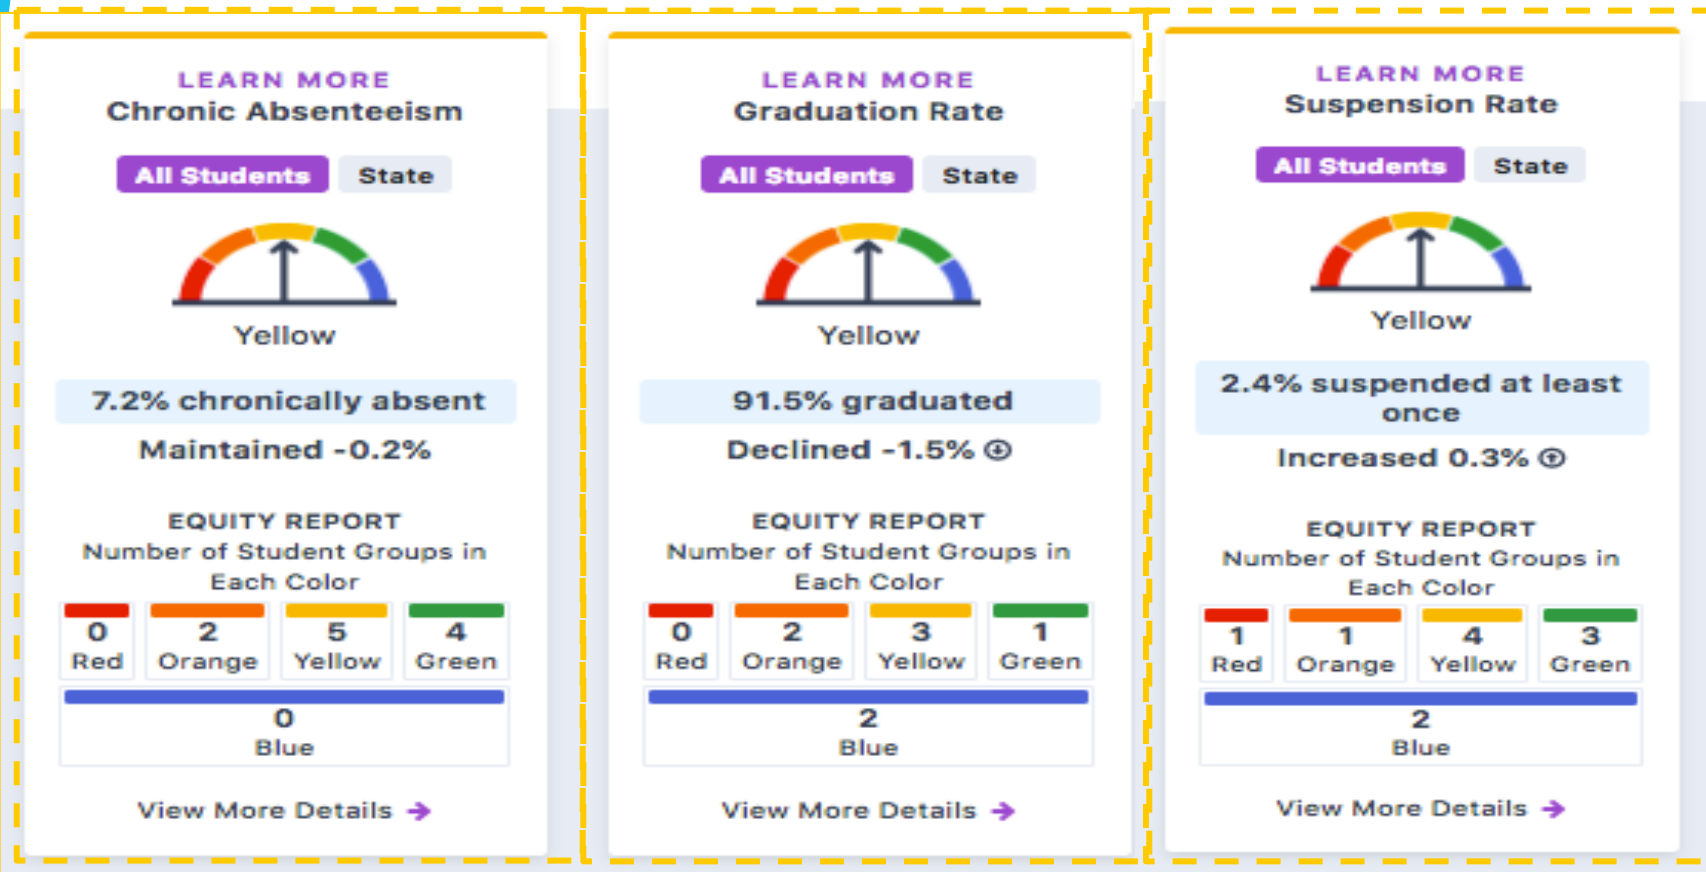 LEARN MORE
Chronic Absenteeism
All Students State
Yellow
7.2% chronically absent
Maintained -0.2%
EQUITY REPORT
Number of Student Groups in
Each Color
0 2 5 4
Red Orange Yellow Green
0
Blue
View More Details
LEARN MORE
Graduation Rate
All Students State
Yellow
91.5% graduated
Declined -1.5%
EQUITY REPORT
Number of Student Groups in
Each Color
0 2 3 1
Red Orange Yellow Green
2
Blue
View More Details
LEARN MORE
Suspension Rate
All Students State
Yellow
2.4% suspended at least
once
Increased 0.3%
EQUITY REPORT
Number of Student Groups in
Each Color
1 1 4 3
Red Orange Yellow Green
2
Blue
View More Details